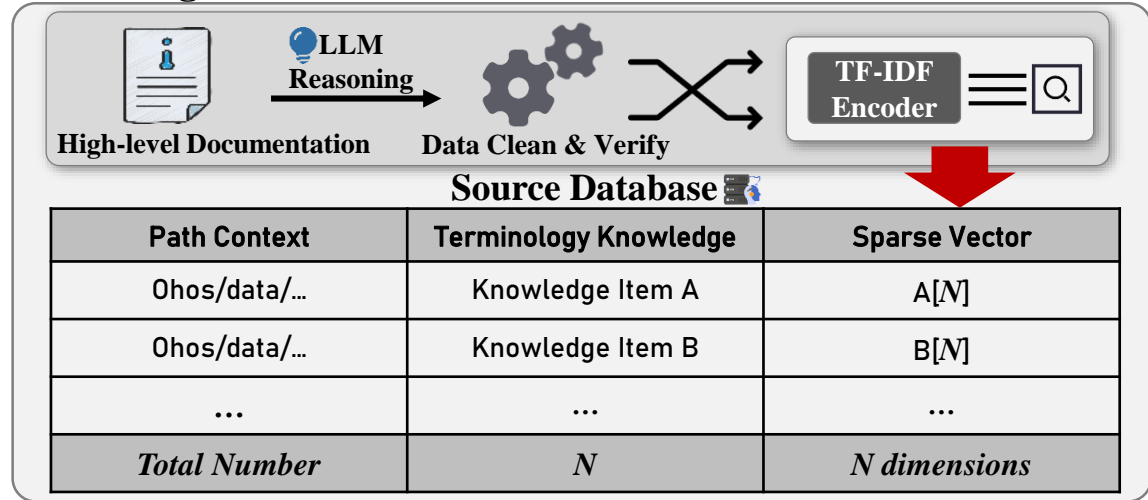 LLM
Reasoning
TF-IDF
Encoder
High-level Documentation
Data Clean & Verify
Source Database
Path Context Terminology Knowledge Sparse Vector
Ohos/data/... Knowledge Item A A[N]
Ohos/data/... Knowledge Item B B[N]
... ... ...
Total Number N N dimensions